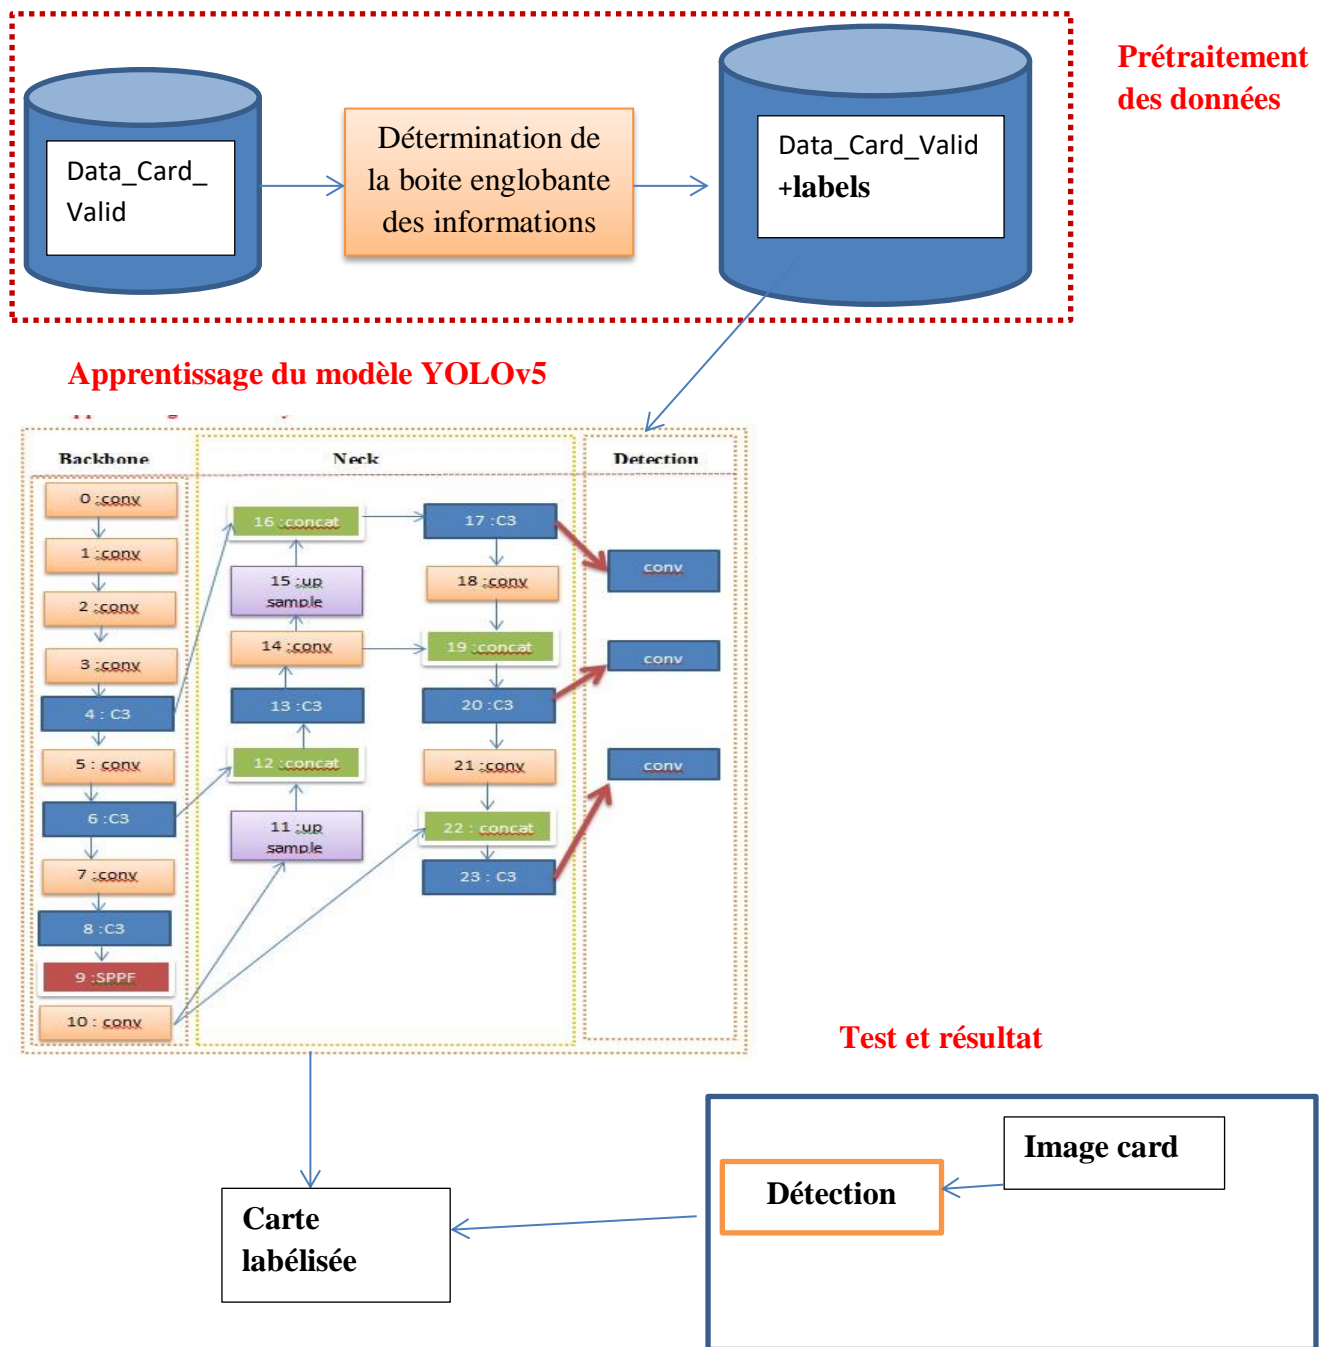 Prétraitement
des données
Data_Card_
Valid
Détermination de
la boite englobante
des informations
Data_Card_Valid
+labels
Apprentissage du modèle YOLOv5
Backbone
Neck
Detection
0 :conv
1 :conv
2 :conv
3 :conv
4 : C3
5 : conv
6 :C3
7 :conv
8 :C3
9 :SPPF
10 : conv
16 :concat
15 :up
sample
14 :conv
13 :C3
12 :concat
11 :up
sample
17 :C3
18 :conv
19 :concat
20 :C3
21 :conv
22 : concat
23 : C3
conv
conv
conv
Test et résultat
Image card
Détection
Carte
labélisée